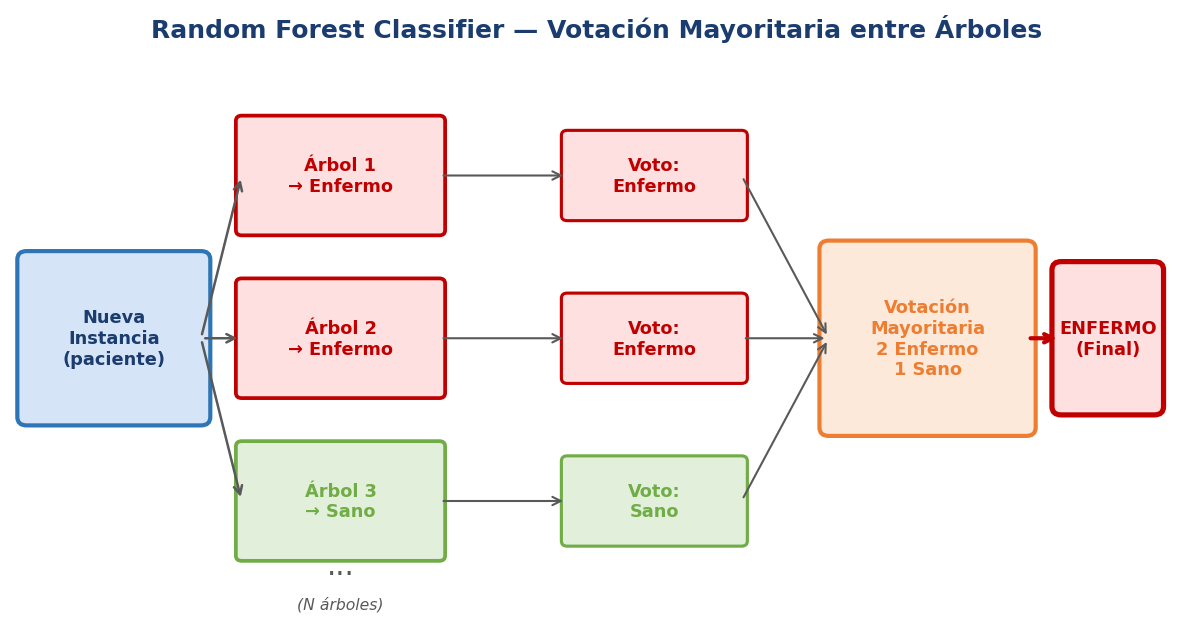 Random Forest Classifier — Votación Mayoritaria entre Árboles
Nueva
Instancia
(paciente)
Árbol 1
→ Enfermo
Voto:
Enfermo
Árbol 2
→ Enfermo
Voto:
Enfermo
Árbol 3
→ Sano
Voto:
Sano
...
(N árboles)
Votación
Mayoritaria
2 Enfermo
1 Sano
ENFERMO
(Final)